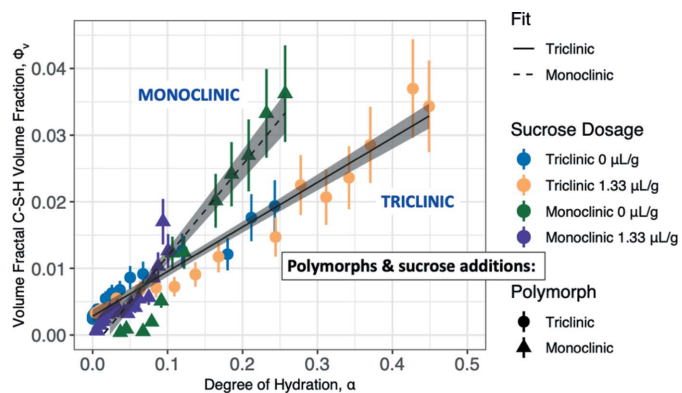 Volume Fractal C-S-H Volume Fraction, Φv
0.04
0.03
0.02
0.01
0.00
MONOCLINIC
TRICLINIC
Polymorphs & sucrose additions:
0.0 0.1 0.2 0.3 0.4 0.5
Degree of Hydration, α
Fit
Triclinic
Monoclinic
Sucrose Dosage
Triclinic 0 μL/g
Triclinic 1.33 μL/g
Monoclinic 0 μL/g
Monoclinic 1.33 μL/g
Polymorph
Triclinic
Monoclinic